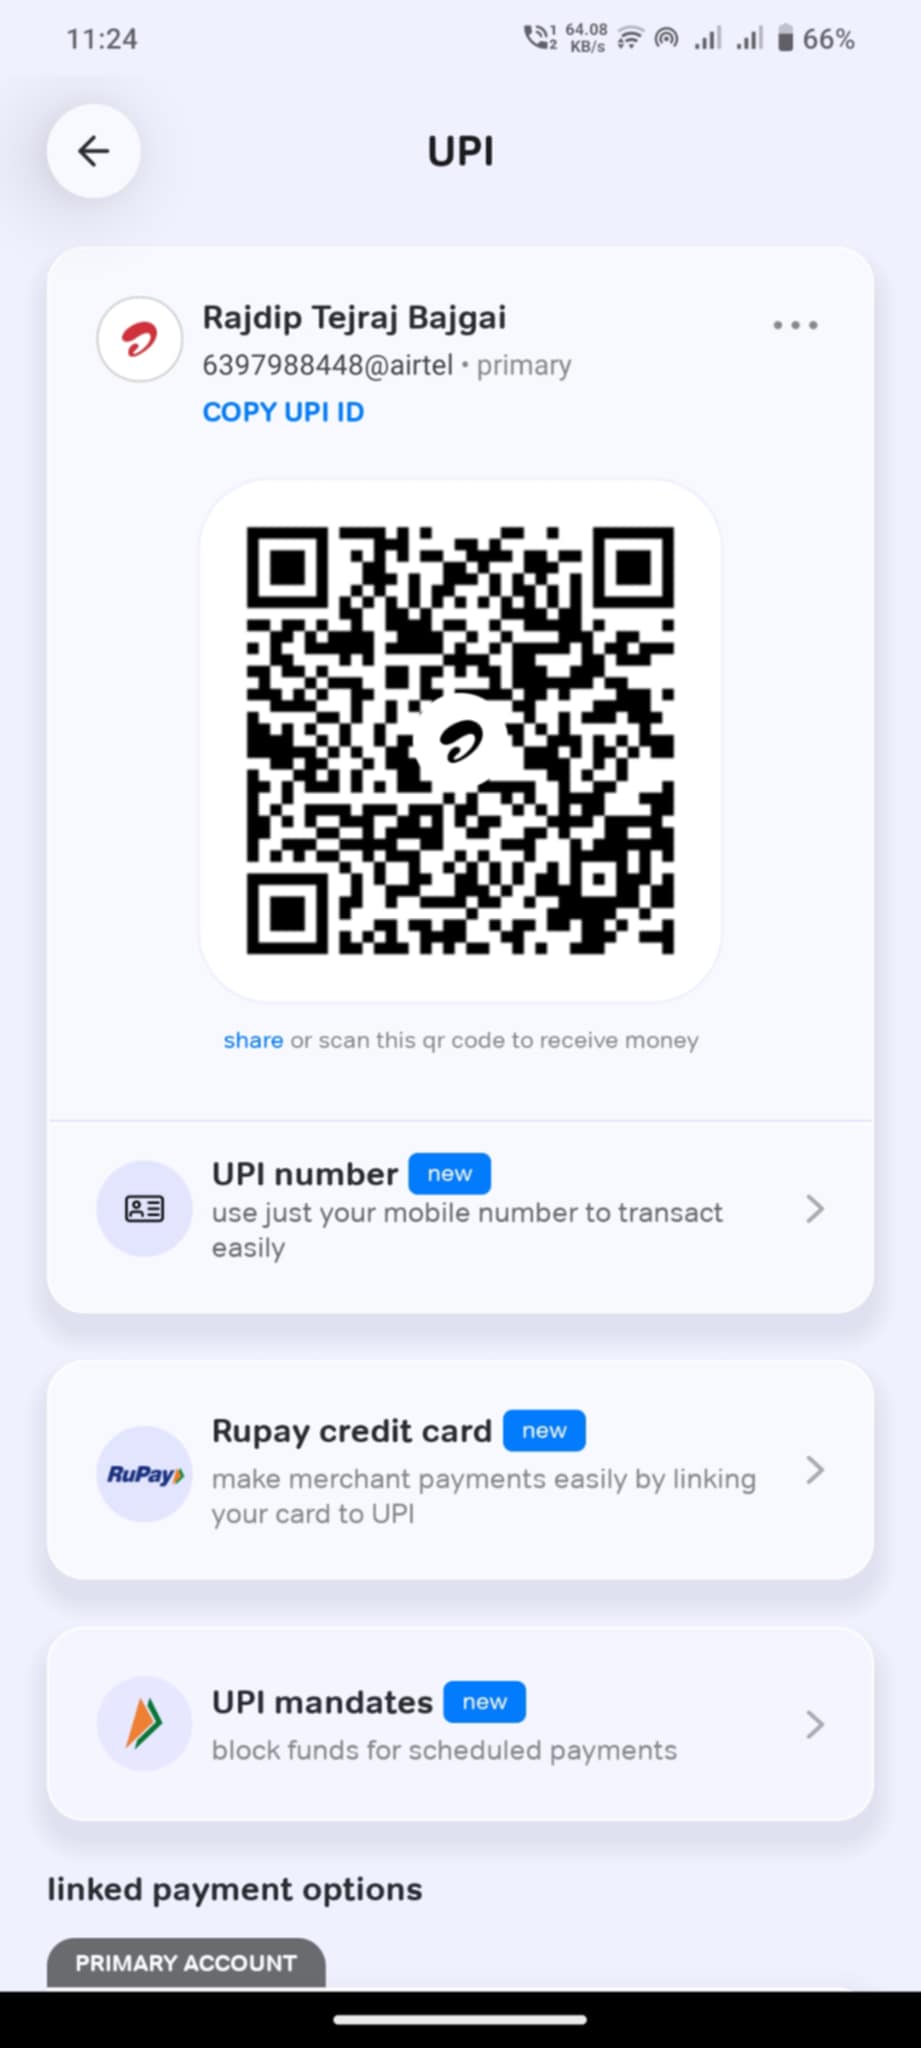 11:24
1 2 64.08 KB/s 66%
UPI
Rajdip Tejraj Bajgai
6397988448@airtel • primary
COPY UPI ID
share or scan this qr code to receive money
UPI number new
use just your mobile number to transact
easily
Rupay credit card new
RuPay
make merchant payments easily by linking
your card to UPI
UPI mandates new
block funds for scheduled payments
linked payment options
PRIMARY ACCOUNT